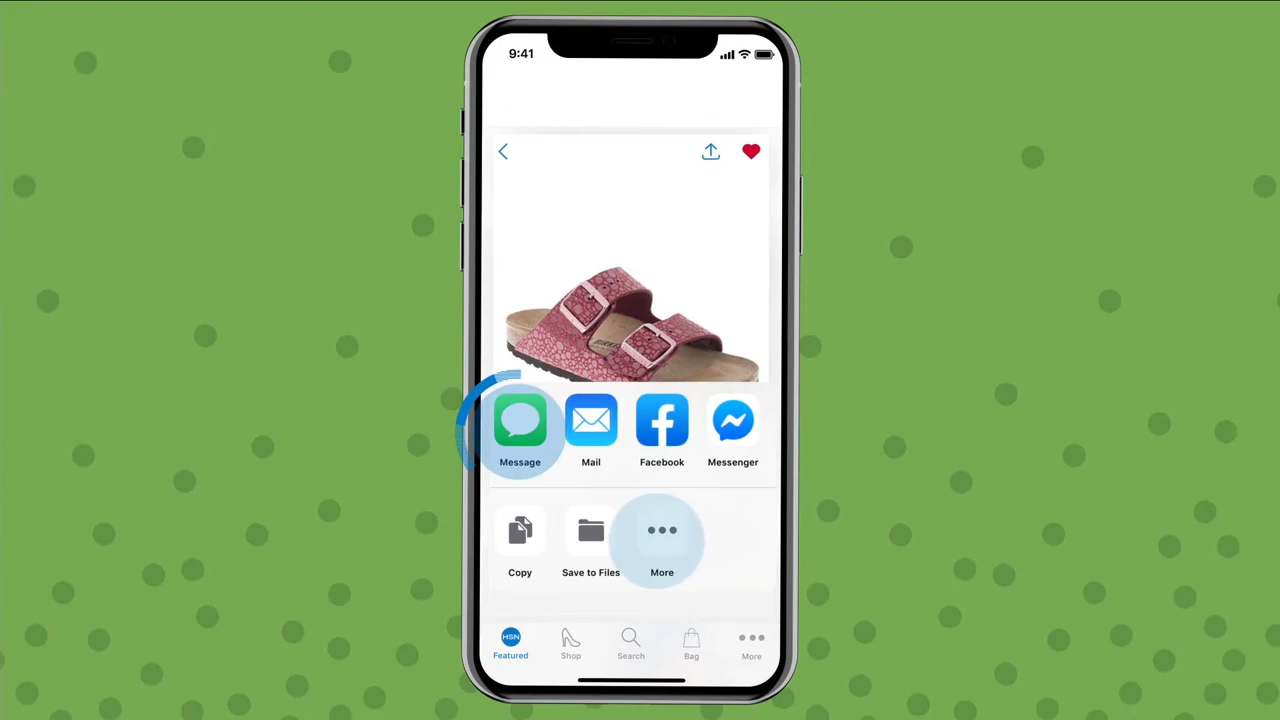 9:41
Message Mail Facebook Messenger
Copy Save to Files More
HSN
Featured Shop Search Bag More